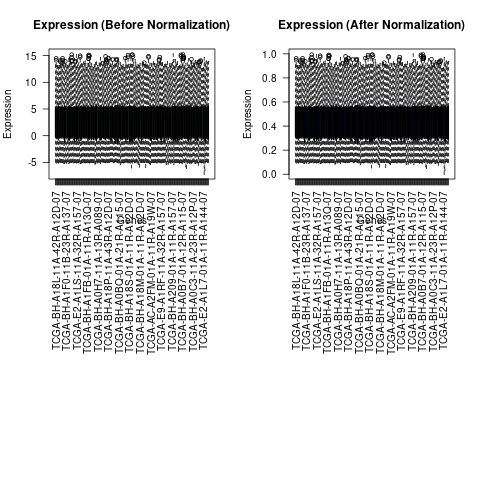 Expression (Before Normalization)
Expression
15
10
5
0
-5
TCGA-BH-A18L-11A-42R-A12D-07
TCGA-BH-A1F0-11B-23R-A137-07
TCGA-E2-A1LS-11A-32R-A157-07
TCGA-BH-A1FB-01A-11R-A13Q-07
TCGA-BH-A0H7-11A-13R-A089-07
TCGA-BH-A18P-11A-43R-A12D-07
TCGA-BH-A0BQ-01A-21R-A115-07
TCGA-BH-A18S-01A-11R-A12D-07
TCGA-BH-A18M-01A-11R-A12D-07
TCGA-AC-A2FM-01A-11R-A19W-07
TCGA-E9-A1RF-11A-32R-A157-07
TCGA-BH-A209-01A-11R-A157-07
TCGA-BH-A0B7-01A-12R-A115-07
TCGA-BH-A0C3-11A-23R-A12P-07
TCGA-E2-A1L7-01A-11R-A144-07
Expression (After Normalization)
Expression
1.0
0.8
0.6
0.4
0.2
0.0
TCGA-BH-A18L-11A-42R-A12D-07
TCGA-BH-A1F0-11B-23R-A137-07
TCGA-E2-A1LS-11A-32R-A157-07
TCGA-BH-A1FB-01A-11R-A13Q-07
TCGA-BH-A0H7-11A-13R-A089-07
TCGA-BH-A18P-11A-43R-A12D-07
TCGA-BH-A0BQ-01A-21R-A115-07
TCGA-BH-A18S-01A-11R-A12D-07
TCGA-BH-A18M-01A-11R-A12D-07
TCGA-AC-A2FM-01A-11R-A19W-07
TCGA-E9-A1RF-11A-32R-A157-07
TCGA-BH-A209-01A-11R-A157-07
TCGA-BH-A0B7-01A-12R-A115-07
TCGA-BH-A0C3-11A-23R-A12P-07
TCGA-E2-A1L7-01A-11R-A144-07